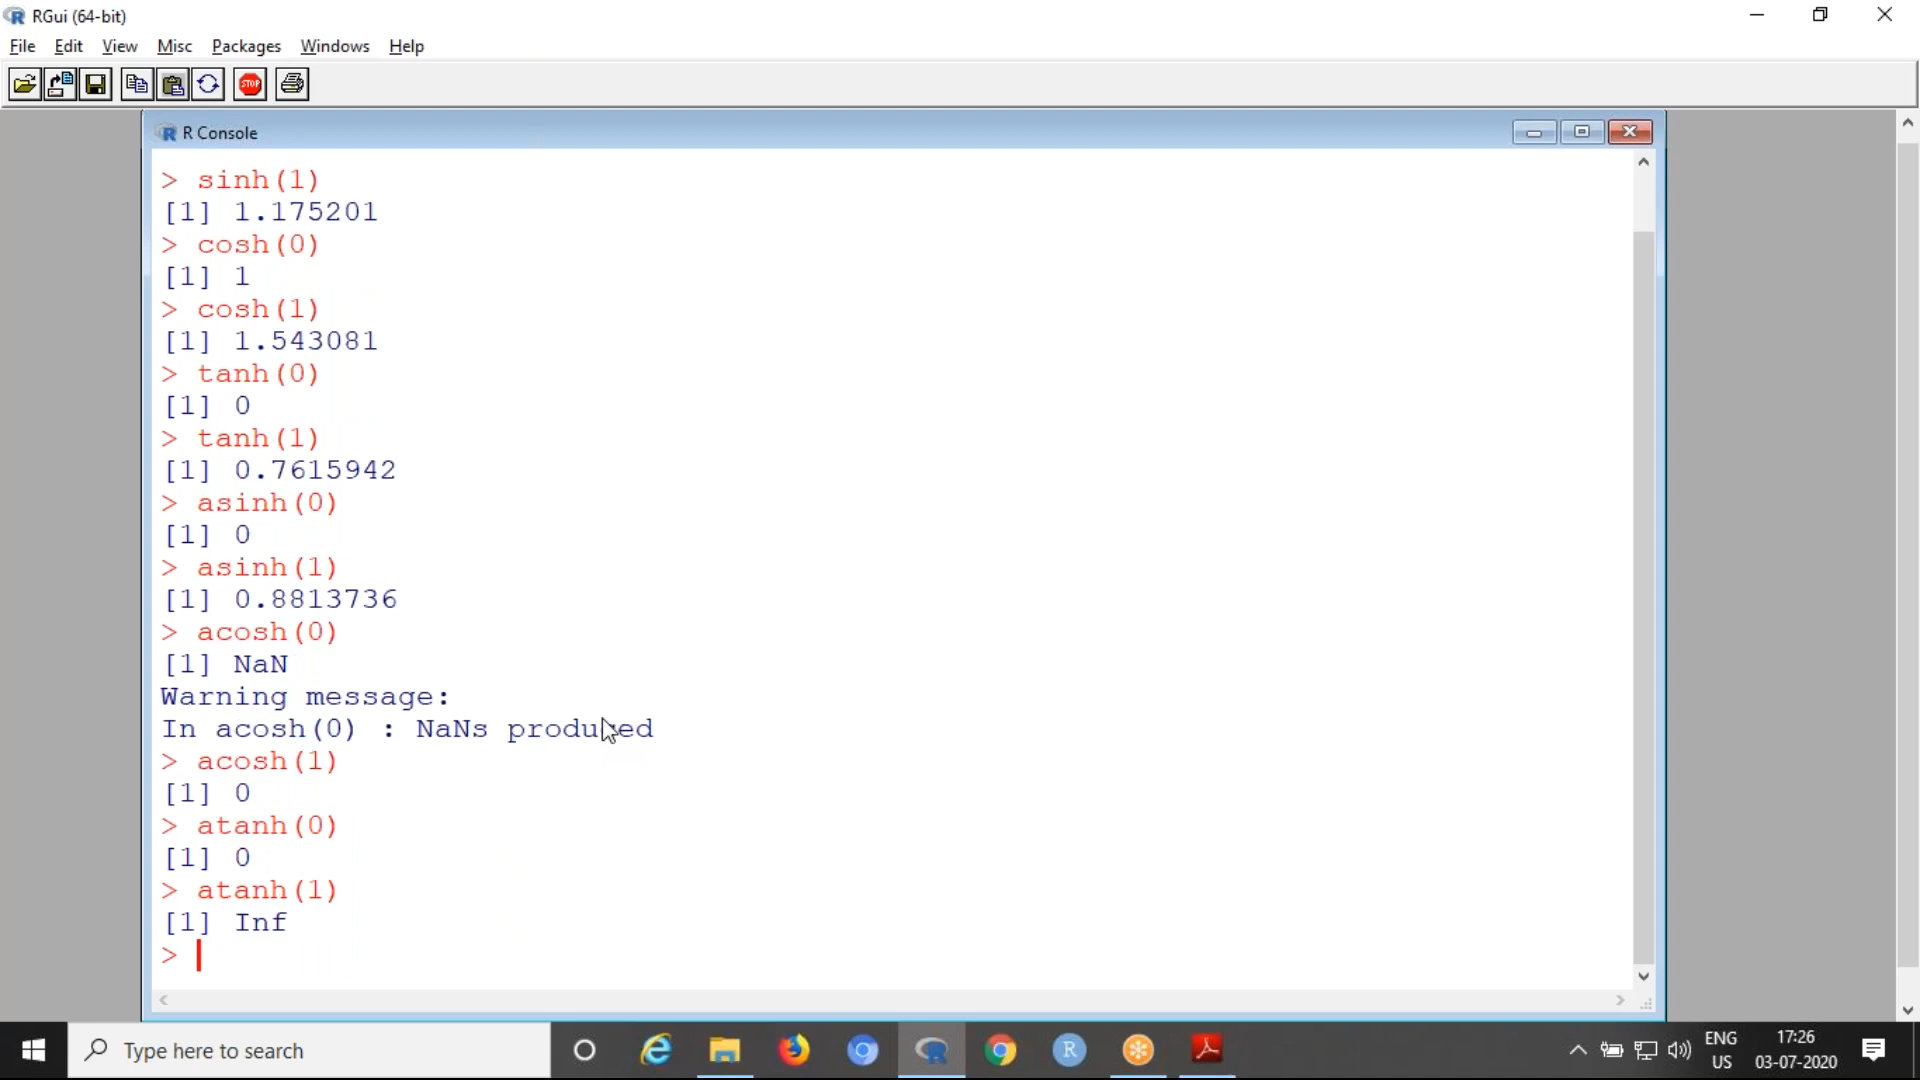 RGui (64-bit)
File Edit View Misc Packages Windows Help
STOP
R Console
> sinh(1)
[1] 1.175201
> cosh(0)
[1] 1
> cosh(1)
[1] 1.543081
> tanh(0)
[1] 0
> tanh(1)
[1] 0.7615942
> asinh(0)
[1] 0
> asinh(1)
[1] 0.8813736
> acosh(0)
[1] NaN
Warning message:
In acosh(0) : NaNs produced
> acosh(1)
[1] 0
> atanh(0)
[1] 0
> atanh(1)
[1] Inf
>
Type here to search
ENG
US
17:26
03-07-2020